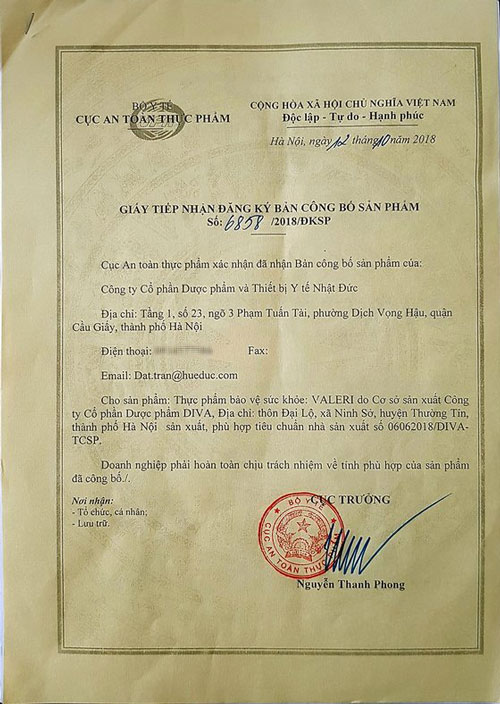 BỘ Y TẾ
CỤC AN TOÀN THỰC PHẨM
CỘNG HÒA XÃ HỘI CHỦ NGHĨA VIỆT NAM
Độc lập - Tự do - Hạnh phúc
Hà Nội, ngày 12 tháng 10 năm 2018
GIẤY TIẾP NHẬN ĐĂNG KÝ BẢN CÔNG BỐ SẢN PHẨM
Số: 6858 /2018/ĐKSP
Cục An toàn thực phẩm xác nhận đã nhận Bản công bố sản phẩm của:
Công ty Cổ phần Dược phẩm và Thiết bị Y tế Nhật Đức
Địa chỉ: Tầng 1, số 23, ngõ 3 Phạm Tuấn Tài, phường Dịch Vọng Hậu, quận
Cầu Giấy, thành phố Hà Nội
Điện thoại: Fax:
Email: Dat.tran@hueduc.com
Cho sản phẩm: Thực phẩm bảo vệ sức khỏe: VALERI do Cơ sở sản xuất Công
ty Cổ phần Dược phẩm DIVA, Địa chỉ: thôn Đại Lộ, xã Ninh Sở, huyện Thường Tín,
thành phố Hà Nội sản xuất, phù hợp tiêu chuẩn nhà sản xuất số 06062018/DIVA-
TCSP.
Doanh nghiệp phải hoàn toàn chịu trách nhiệm về tính phù hợp của sản phẩm
đã công bố./.
Nơi nhận:
- Tổ chức, cá nhân;
- Lưu trữ.
CỤC TRƯỞNG
BỘ Y TẾ
CỤC AN TOÀN THỰC
Nguyễn Thanh Phong